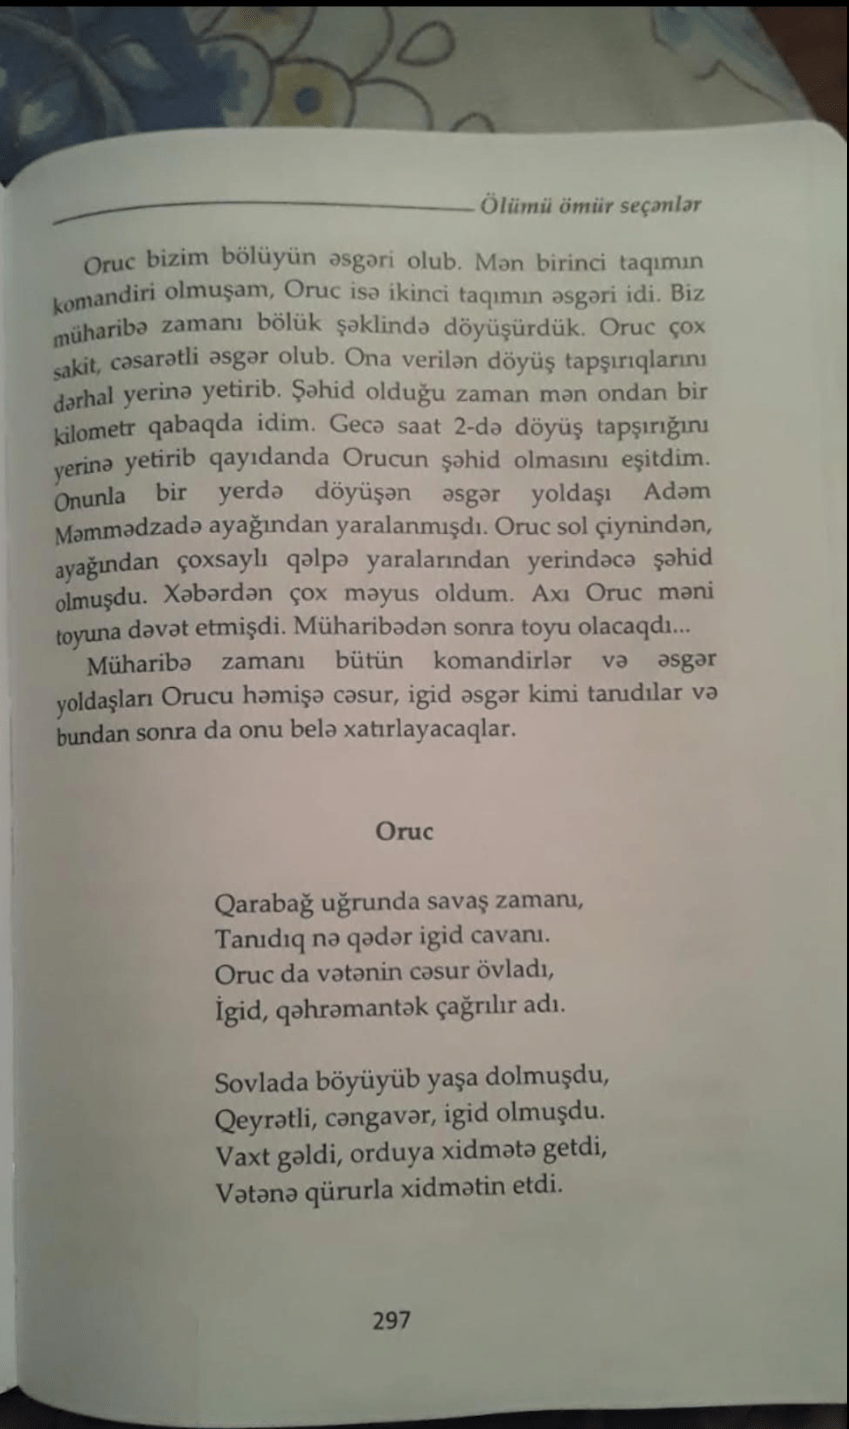 Ölümü ömür seçənlər
Oruc bizim bölüyün əsgəri olub. Mən birinci taqımın
komandiri olmuşam, Oruc isə ikinci taqımın əsgəri idi. Biz
müharibə zamanı bölük şəklində döyüşürdük. Oruc çox
sakit, cəsarətli əsgər olub. Ona verilən döyüş tapşırıqlarını
dərhal yerinə yetirib. Şəhid olduğu zaman mən ondan bir
kilometr qabaqda idim. Gecə saat 2-də döyüş tapşırığını
yerinə yetirib qayıdanda Orucun şəhid olmasını eşitdim.
Onunla bir yerdə döyüşən əsgər yoldaşı Adəm
Məmmədzadə ayağından yaralanmışdı. Oruc sol çiynindən,
ayağından çoxsaylı qəlpə yaralarından yerindəcə şəhid
olmuşdu. Xəbərdən çox məyus oldum. Axı Oruc məni
toyuna dəvət etmişdi. Müharibədən sonra toyu olacaqdı...
Müharibə zamanı bütün komandirlər və əsgər
yoldaşları Orucu həmişə cəsur, igid əsgər kimi tanıdılar və
bundan sonra da onu belə xatırlayacaqlar.
Oruc
Qarabağ uğrunda savaş zamanı,
Tanıdıq nə qədər igid cavanı.
Oruc da vətənin cəsur övladı,
İgid, qəhrəmantək çağrılır adı.
Sovlada böyüyüb yaşa dolmuşdu,
Qeyrətli, cəngavər, igid olmuşdu.
Vaxt gəldi, orduya xidmətə getdi,
Vətənə qürurla xidmətin etdi.
297